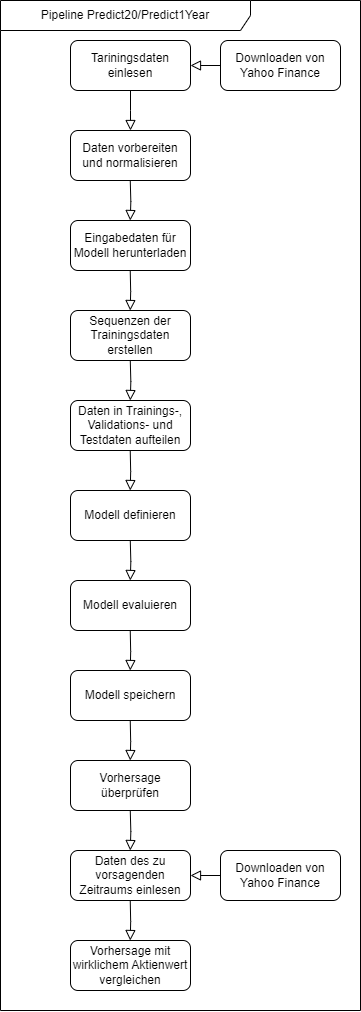 Pipeline Predict20/Predict1Year
Tariningsdaten
einlesen
Downloaden von
Yahoo Finance
Daten vorbereiten
und normalisieren
Eingabedaten für
Modell herunterladen
Sequenzen der
Trainingsdaten
erstellen
Daten in Trainings-,
Validations- und
Testdaten aufteilen
Modell definieren
Modell evaluieren
Modell speichern
Vorhersage
überprüfen
Daten des zu
vorsagenden
Zeitraums einlesen
Downloaden von
Yahoo Finance
Vorhersage mit
wirklichem Aktienwert
vergleichen